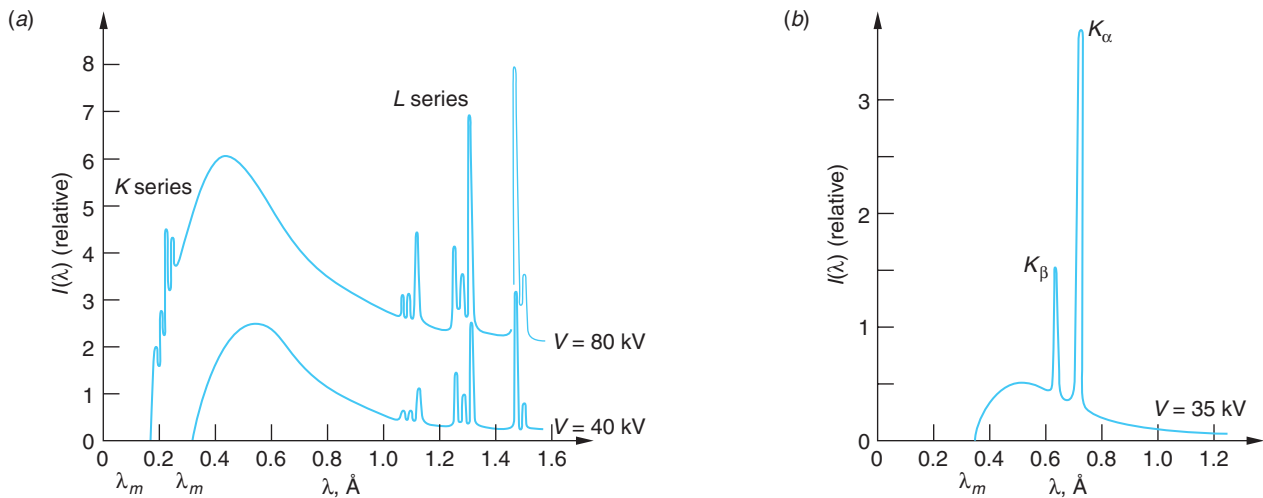 (a)
I(λ) (relative)
8
7
6
5
4
3
2
1
0
K series
L series
V = 80 kV
V = 40 kV
0 0.2 0.4 0.6 0.8 1.0 1.2 1.4 1.6
λm λm λ, Å
(b)
I(λ) (relative)
3
2
1
0
Kα
Kβ
V = 35 kV
0 0.2 0.4 0.6 0.8 1.0 1.2
λm λ, Å